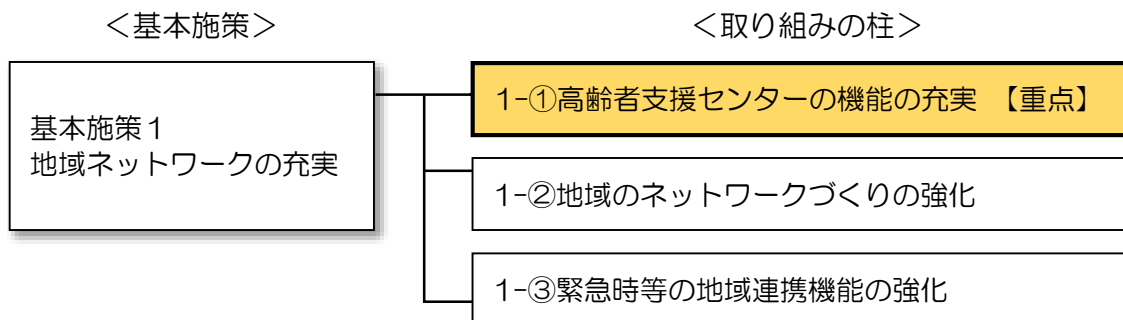 ＜基本施策＞
＜取り組みの柱＞
基本施策１
地域ネットワークの充実
1-①高齢者支援センターの機能の充実　【重点】
1-②地域のネットワークづくりの強化
1-③緊急時等の地域連携機能の強化